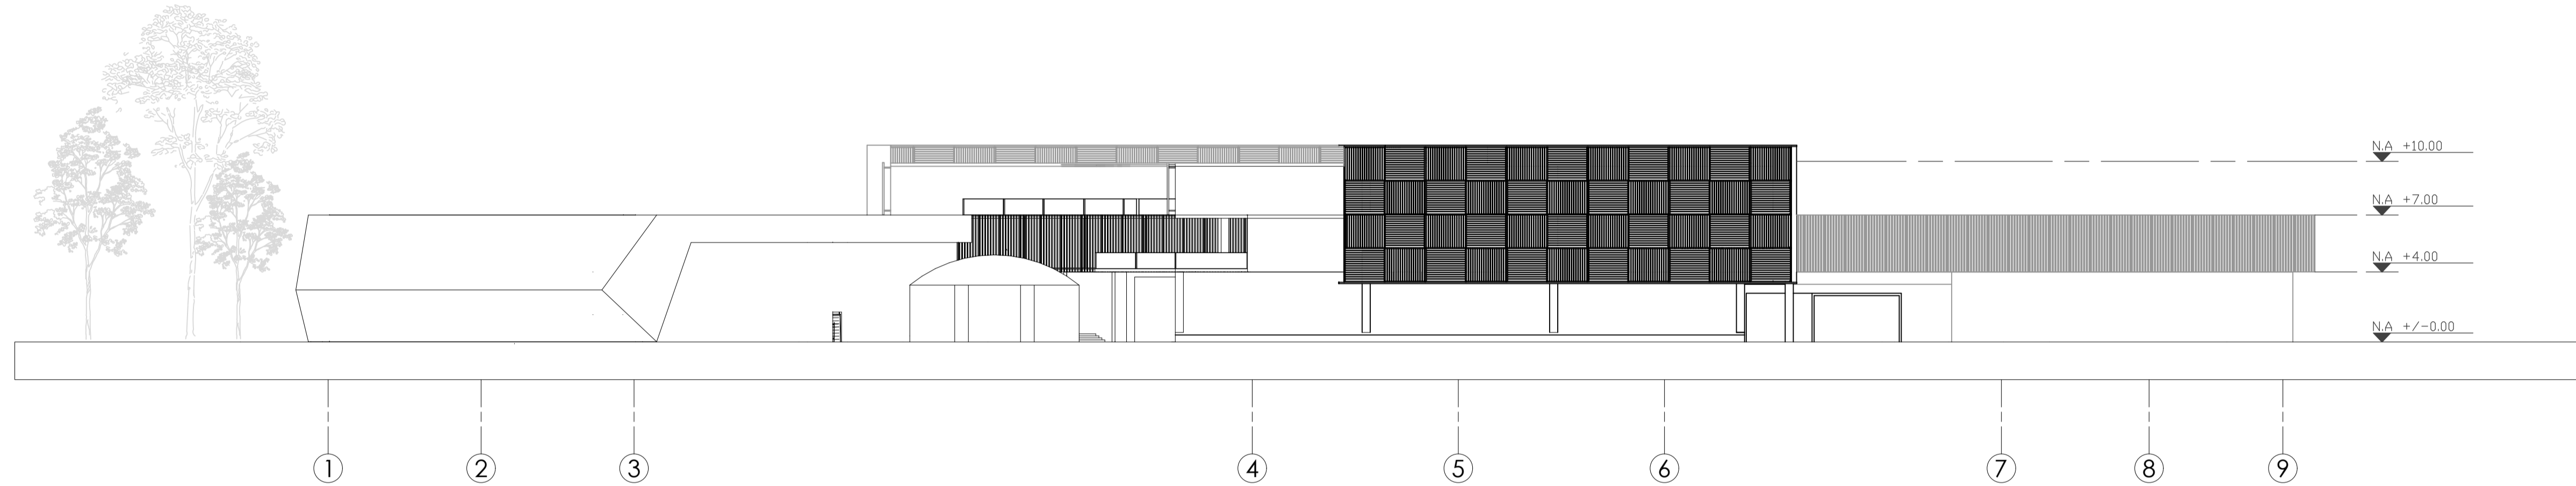 N.A +10.00
N.A +7.00
N.A +4.00
N.A +/-0.00
1 2 3 4 5 6 7 8 9